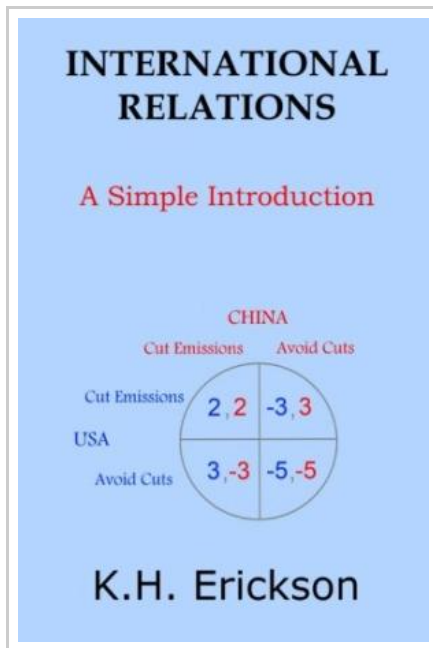 INTERNATIONAL
RELATIONS
A Simple Introduction
CHINA
Cut Emissions Avoid Cuts
Cut Emissions 2,2 -3,3
USA
Avoid Cuts 3,-3 -5,-5
K.H. Erickson